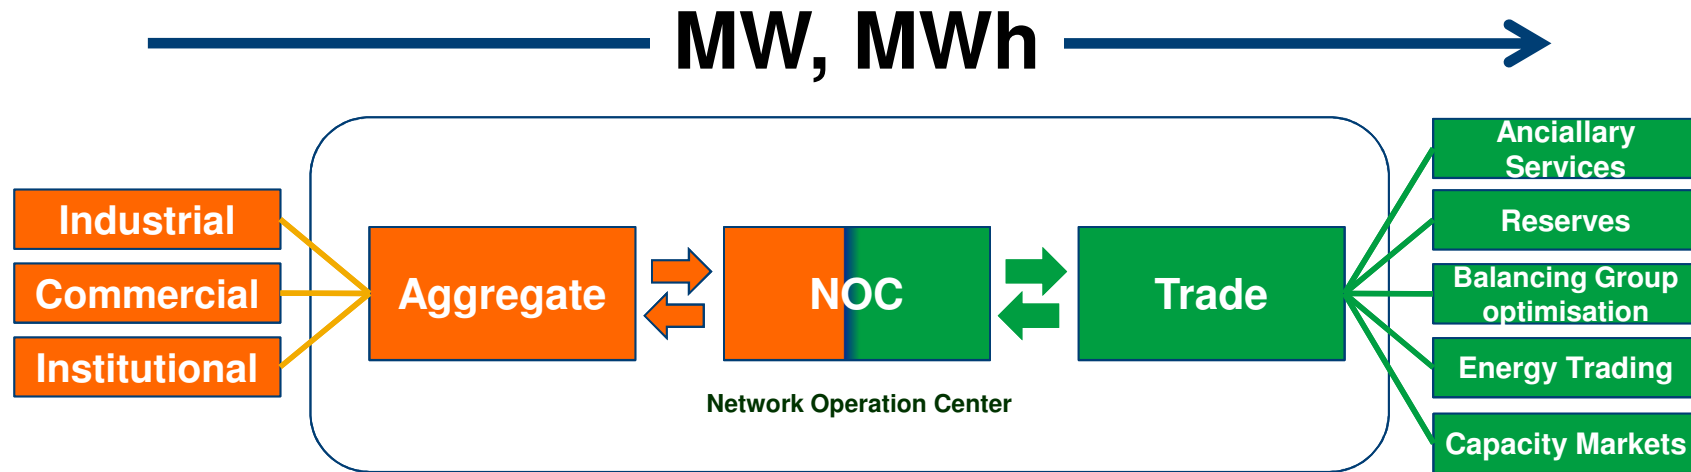 MW, MWh
Industrial
Commercial
Institutional
Aggregate
NOC
Network Operation Center
Trade
Anciallary
Services
Reserves
Balancing Group
optimisation
Energy Trading
Capacity Markets